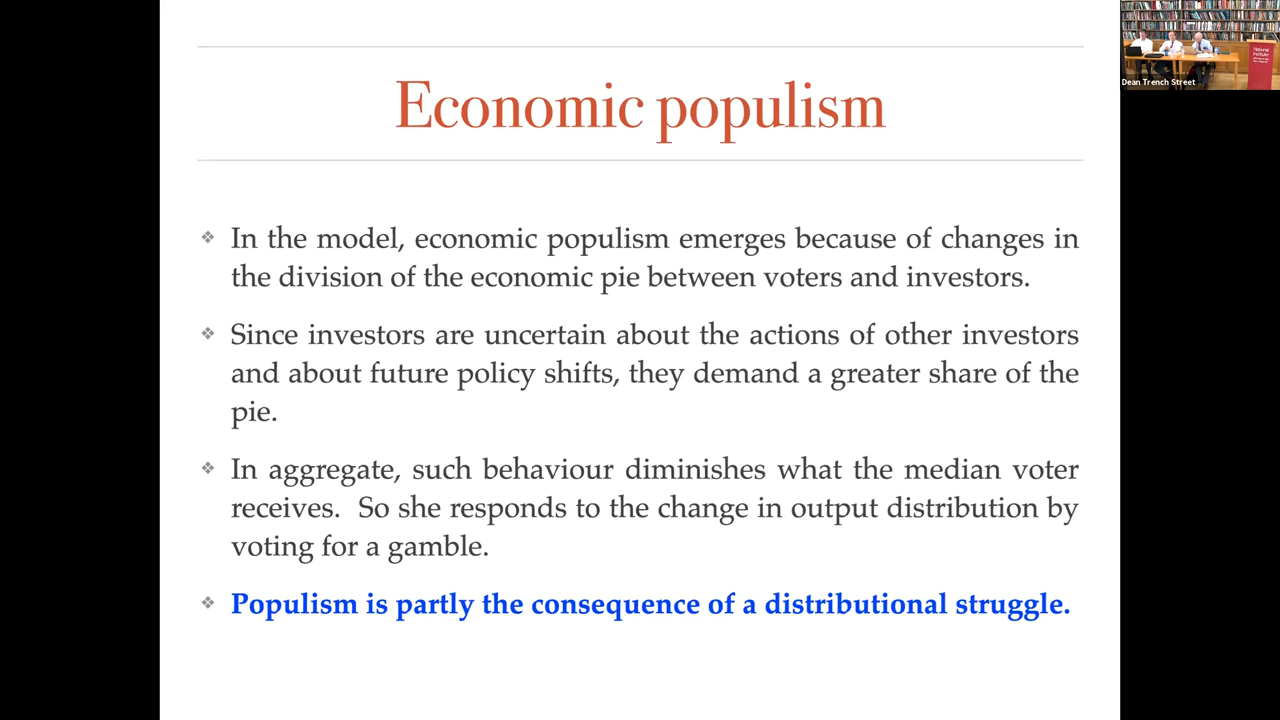 Economic populism
In the model, economic populism emerges because of changes in
the division of the economic pie between voters and investors.
Since investors are uncertain about the actions of other investors
and about future policy shifts, they demand a greater share of the
pie.
In aggregate, such behaviour diminishes what the median voter
receives.  So she responds to the change in output distribution by
voting for a gamble.
Populism is partly the consequence of a distributional struggle.
National
Institute
Dean Trench Street